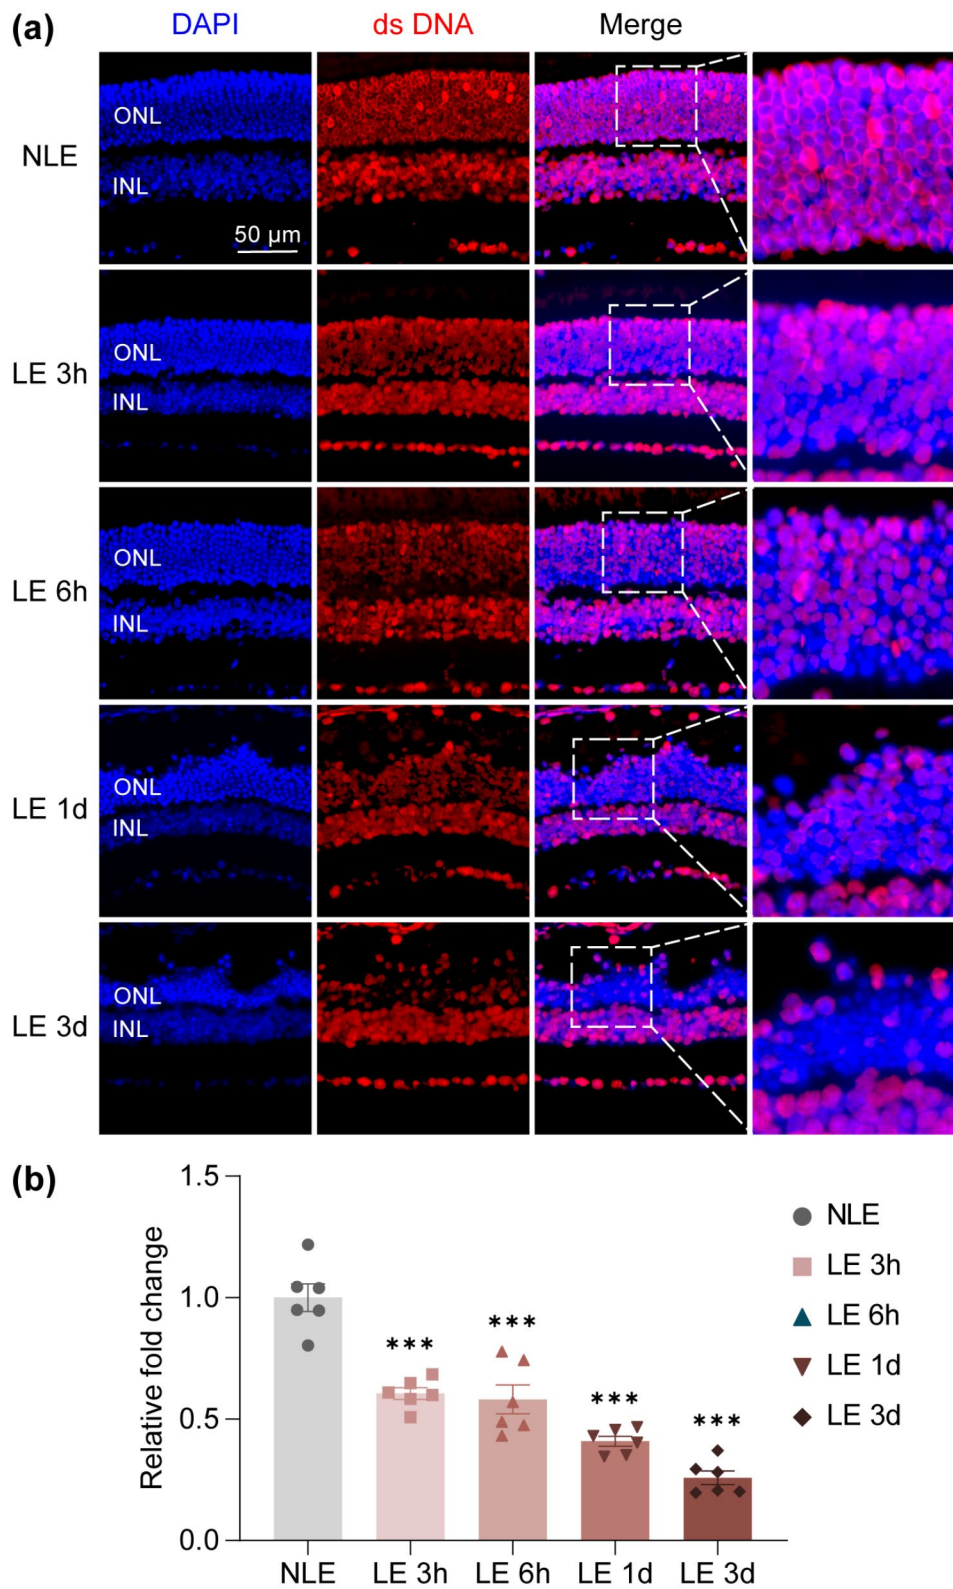 (a)
DAPI ds DNA Merge
NLE
ONL
INL
50 µm
LE 3h
ONL
INL
LE 6h
ONL
INL
LE 1d
ONL
INL
LE 3d
ONL
INL
(b)
Relative fold change
1.5
1.0
0.5
0.0
***
***
***
***
NLE LE 3h LE 6h LE 1d LE 3d
NLE
LE 3h
LE 6h
LE 1d
LE 3d